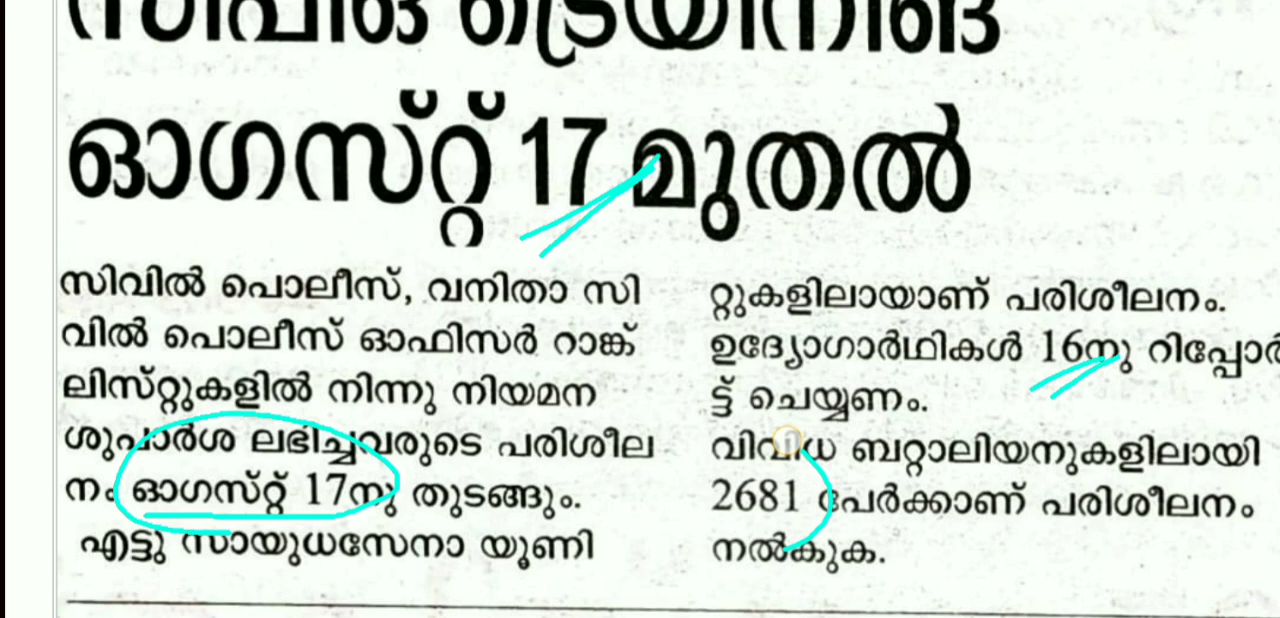 സിപിഒ ട്രെയിനിങ്
ഓഗസ്റ്റ് 17 മുതൽ
സിവിൽ പൊലീസ്, വനിതാ സി
വിൽ പൊലീസ് ഓഫിസർ റാങ്ക്
ലിസ്റ്റുകളിൽ നിന്നു നിയമന
ശുപാർശ ലഭിച്ചവരുടെ പരിശീല
നം ഓഗസ്റ്റ് 17നു തുടങ്ങും.
എട്ടു സായുധസേനാ യൂണി
റ്റുകളിലായാണ് പരിശീലനം.
ഉദ്യോഗാർഥികൾ 16നു റിപ്പോർ
ട്ട് ചെയ്യണം.
വിവിധ ബറ്റാലിയനുകളിലായി
2681 പേർക്കാണ് പരിശീലനം
നൽകുക.